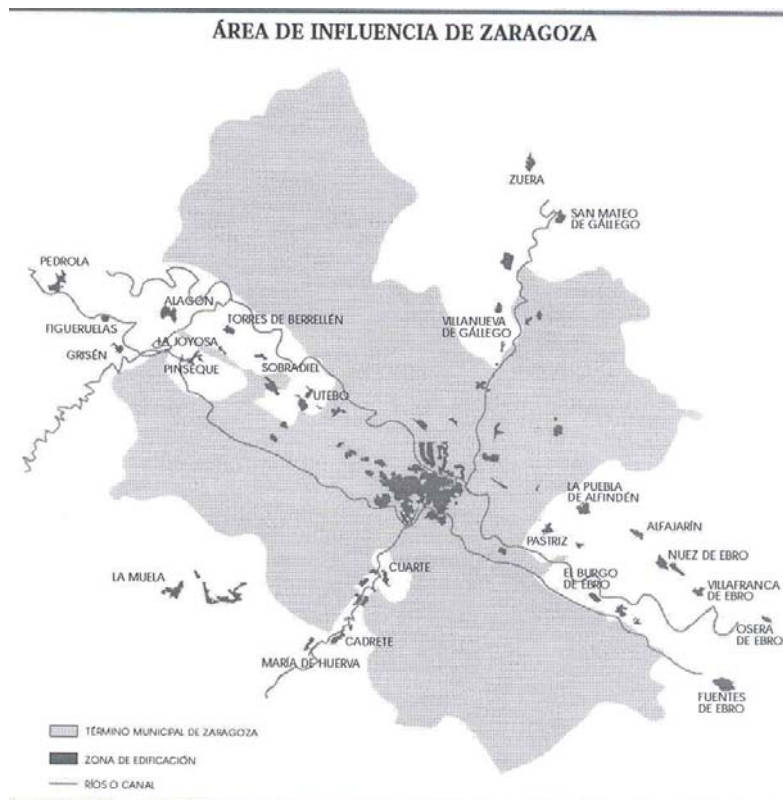 ÁREA DE INFLUENCIA DE ZARAGOZA
ZUERA
SAN MATEO
DE GÁLLEGO
PEDROLA
ALAGÓN
TORRES DE BERRELLÉN
FIGUERUELAS
VILLANUEVA
DE GÁLLEGO
LA JOYOSA
GRISÉN
PINSEQUE
SOBRADIEL
UTEBO
LA PUEBLA
DE ALFINDÉN
ALFAJARÍN
PASTRIZ
NUEZ DE EBRO
CUARTE
EL BURGO
DE EBRO
LA MUELA
VILLAFRANCA
DE EBRO
OSERA
DE EBRO
CADRETE
MARÍA DE HUERVA
FUENTES
DE EBRO
TÉRMINO MUNICIPAL DE ZARAGOZA
ZONA DE EDIFICACIÓN
RÍOS O CANAL